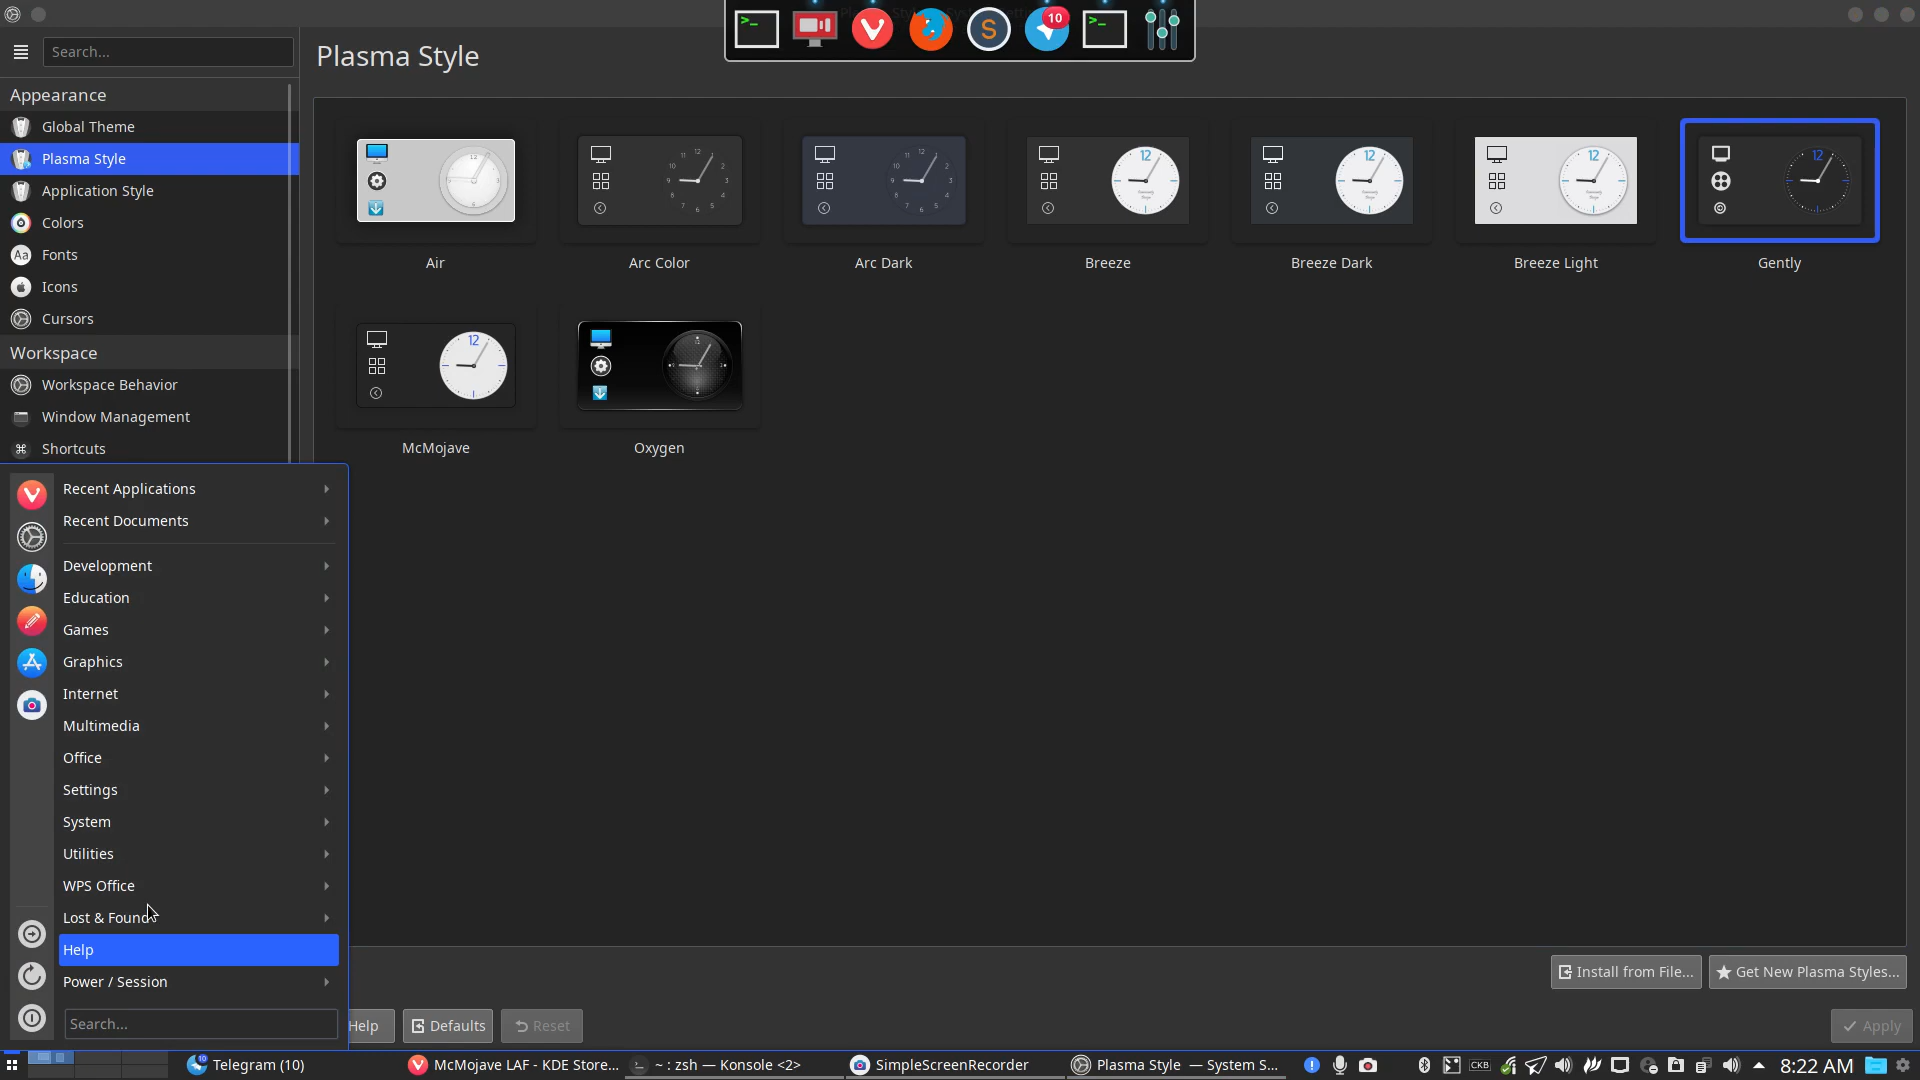 Search...
Plasma Style
10
Appearance
Global Theme
Plasma Style
Application Style
Colors
Fonts
Icons
Cursors
Workspace
Workspace Behavior
Window Management
Shortcuts
Air
Arc Color
Arc Dark
Breeze
Breeze Dark
Breeze Light
Gently
McMojave
Oxygen
Recent Applications
Recent Documents
Development
Education
Games
Graphics
Internet
Multimedia
Office
Settings
System
Utilities
WPS Office
Lost & Found
Help
Power / Session
Search...
Install from File...
Get New Plasma Styles...
Help
Defaults
Reset
Apply
Telegram (10)
McMojave LAF - KDE Store...
~ : zsh — Konsole <2>
SimpleScreenRecorder
Plasma Style — System S...
CKB
8:22 AM